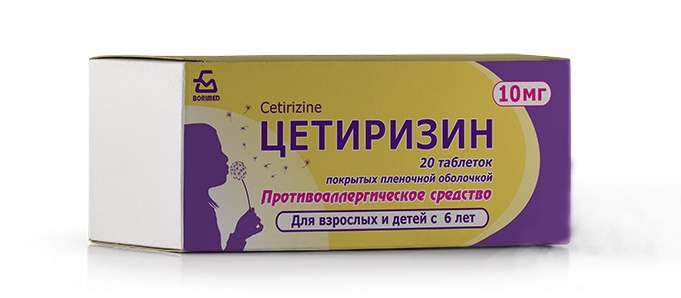 BORIMED
10мг
Cetirizine
ЦЕТИРИЗИН
20 таблеток
покрытых пленочной оболочкой
Противоаллергическое средство
Для взрослых и детей с 6 лет